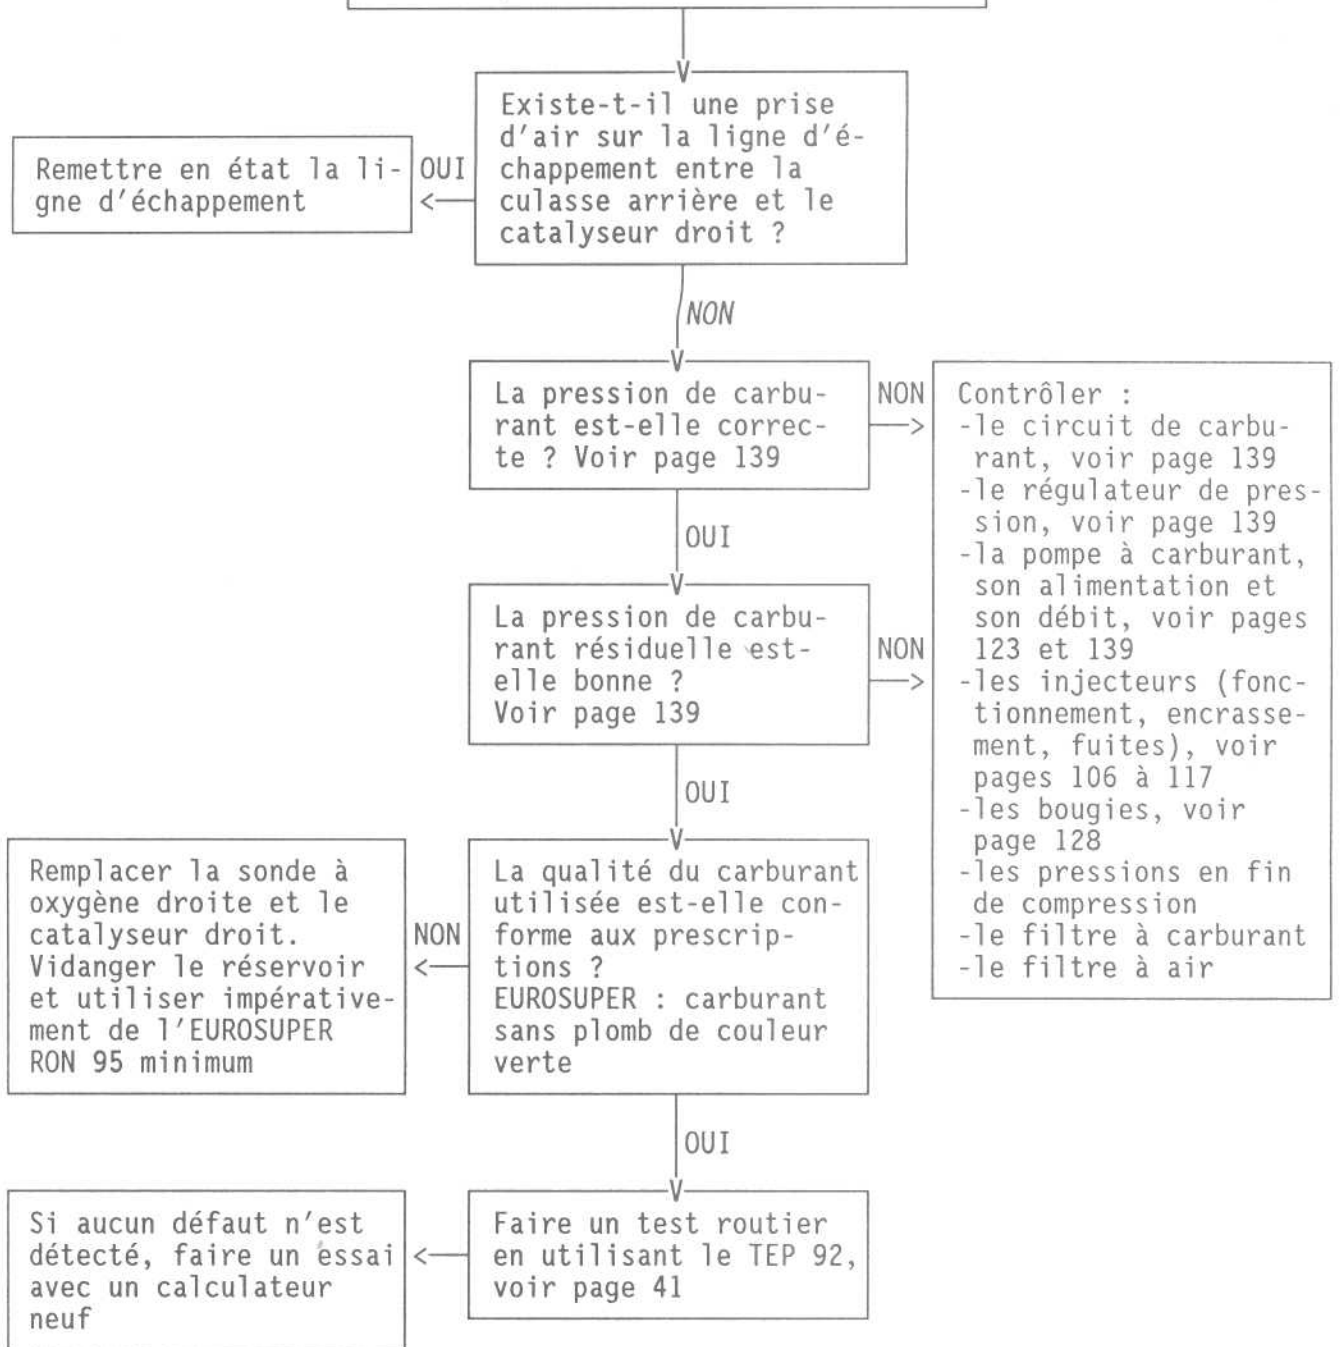 Existe-t-il une prise
d'air sur la ligne d'é-
chappement entre la
culasse arrière et le
catalyseur droit ?
OUI
Remettre en état la li-
gne d'échappement
NON
La pression de carbu-
rant est-elle correc-
te ? Voir page 139
NON
Contrôler :
-le circuit de carbu-
rant, voir page 139
-le régulateur de pres-
sion, voir page 139
-la pompe à carburant,
son alimentation et
son débit, voir pages
123 et 139
-les injecteurs (fonc-
tionnement, encrasse-
ment, fuites), voir
pages 106 à 117
-les bougies, voir
page 128
-les pressions en fin
de compression
-le filtre à carburant
-le filtre à air
OUI
La pression de carbu-
rant résiduelle est-
elle bonne ?
Voir page 139
NON
OUI
La qualité du carburant
utilisée est-elle con-
forme aux prescrip-
tions ?
EUROSUPER : carburant
sans plomb de couleur
verte
NON
Remplacer la sonde à
oxygène droite et le
catalyseur droit.
Vidanger le réservoir
et utiliser impérative-
ment de l'EUROSUPER
RON 95 minimum
OUI
Faire un test routier
en utilisant le TEP 92,
voir page 41
Si aucun défaut n'est
détecté, faire un essai
avec un calculateur
neuf